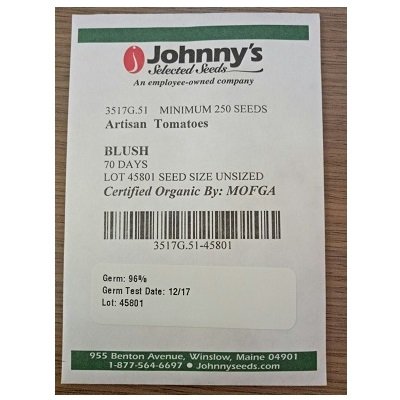 Johnny's
Selected Seeds
An employee-owned company
3517G.51 MINIMUM 250 SEEDS
Artisan Tomatoes
BLUSH
70 DAYS
LOT 45801 SEED SIZE UNSIZED
Certified Organic By: MOFGA
3517G.51-45801
Germ: 96%
Germ Test Date: 12/17
Lot: 45801
955 Benton Avenue, Winslow, Maine 04901
1-877-564-6697 • Johnnyseeds.com